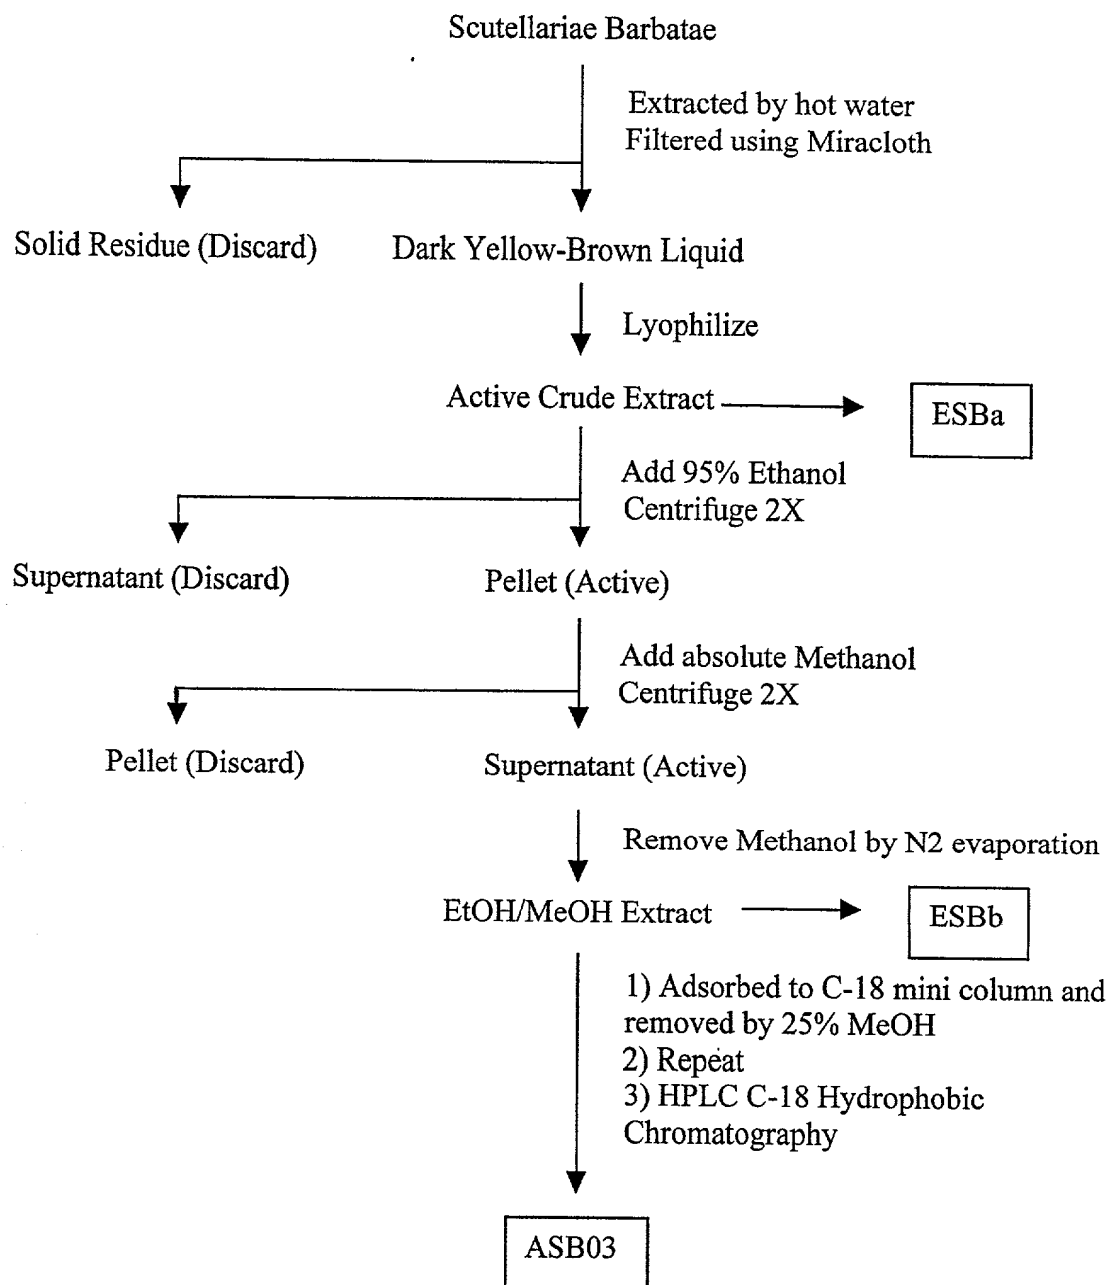 Scutellariae Barbatae
Extracted by hot water
Filtered using Miracloth
Solid Residue (Discard)
Dark Yellow-Brown Liquid
Lyophilize
Active Crude Extract
ESBa
Add 95% Ethanol
Centrifuge 2X
Supernatant (Discard)
Pellet (Active)
Add absolute Methanol
Centrifuge 2X
Pellet (Discard)
Supernatant (Active)
Remove Methanol by N2 evaporation
EtOH/MeOH Extract
ESBb
1) Adsorbed to C-18 mini column and
removed by 25% MeOH
2) Repeat
3) HPLC C-18 Hydrophobic
Chromatography
ASB03